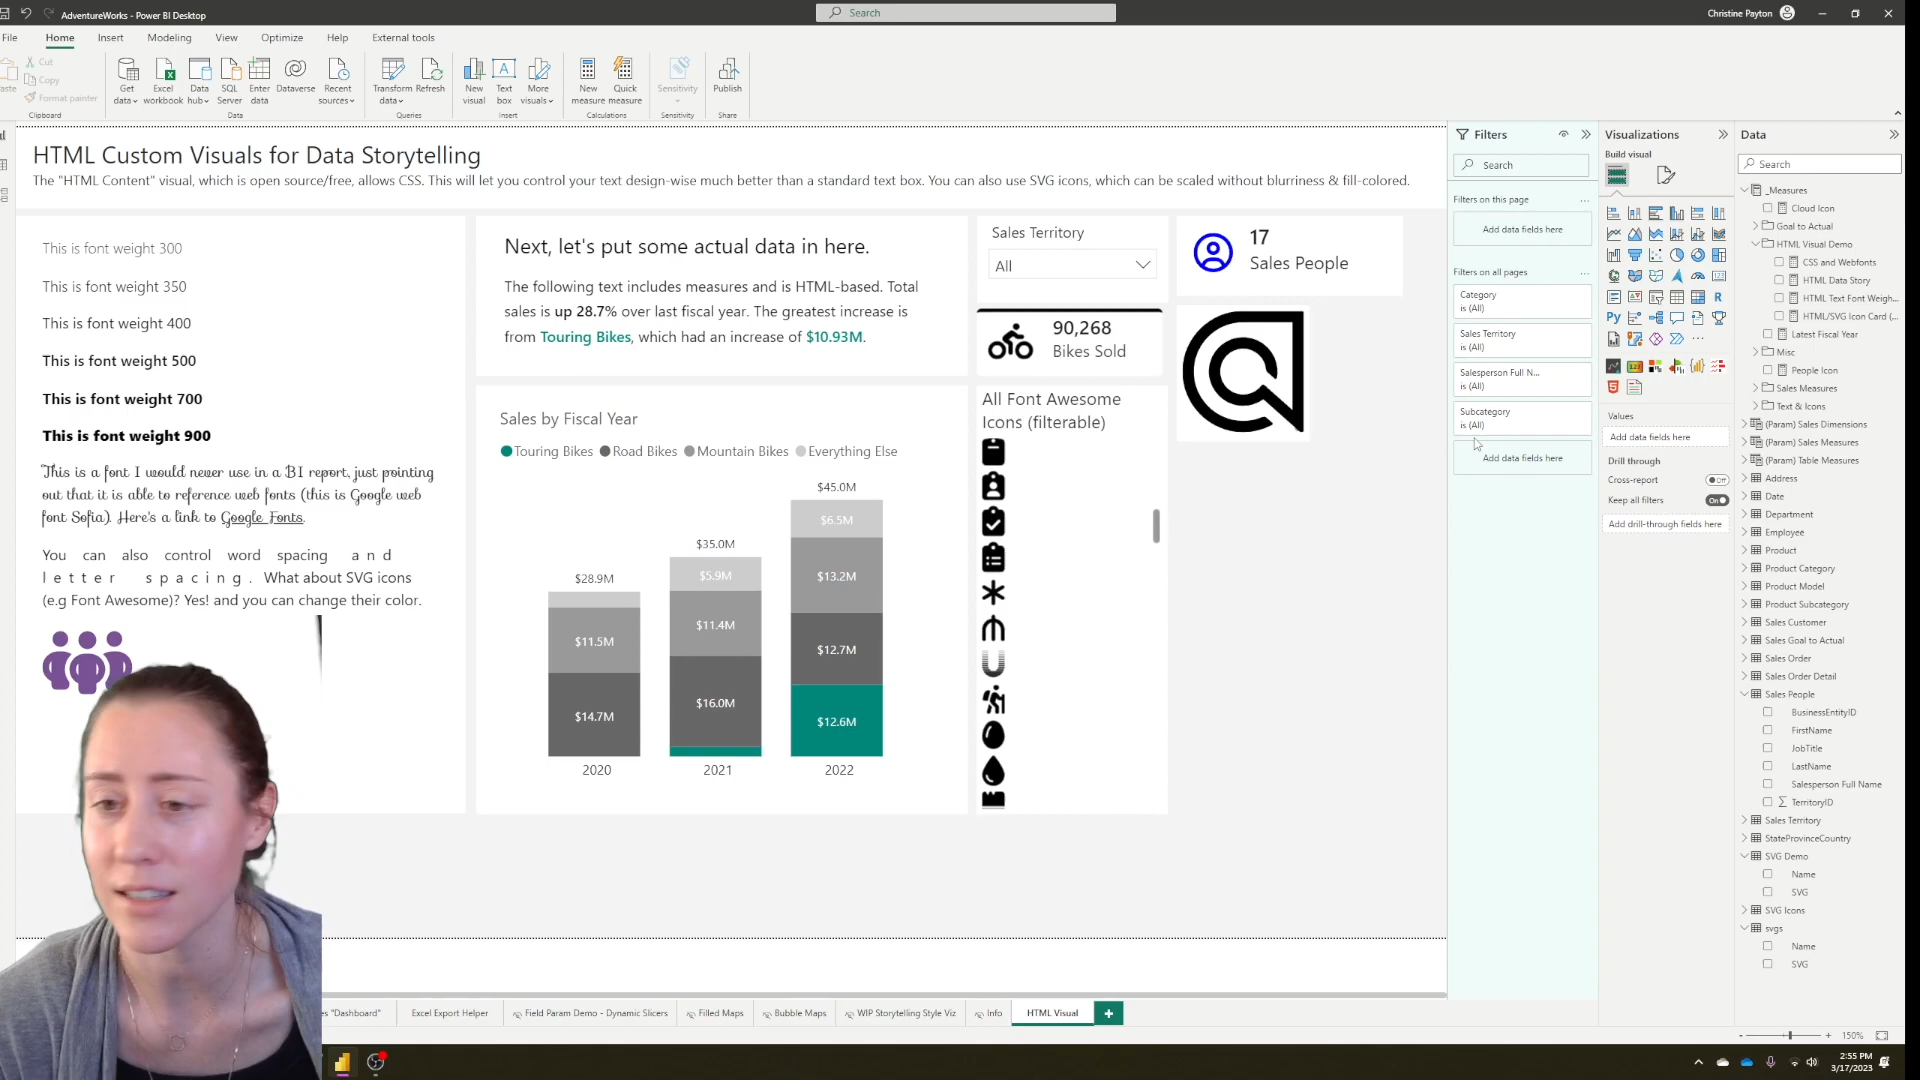 AdventureWorks - Power BI Desktop
Search
Christine Payton
File
Home
Insert
Modeling
View
Optimize
Help
External tools
Cut
Copy
Format painter
Clipboard
Get data
Excel workbook
Data hub
SQL Server
Enter data
Dataverse
Recent sources
Data
Transform data
Refresh
Queries
New visual
Text box
More visuals
Insert
New measure
Quick measure
Calculations
Sensitivity
Sensitivity
Publish
Share
HTML Custom Visuals for Data Storytelling
The "HTML Content" visual, which is open source/free, allows CSS. This will let you control your text design-wise much better than a standard text box. You can also use SVG icons, which can be scaled without blurriness & fill-colored.
This is font weight 300
This is font weight 350
This is font weight 400
This is font weight 500
This is font weight 700
This is font weight 900
This is a font I would never use in a BI report, just pointing
out that it is able to reference web fonts (this is Google web
font Sofia). Here's a link to Google Fonts.
You can also control word spacing a n d
l e t t e r s p a c i n g . What about SVG icons
(e.g Font Awesome)? Yes! and you can change their color.
Next, let's put some actual data in here.
The following text includes measures and is HTML-based. Total
sales is up 28.7% over last fiscal year. The greatest increase is
from Touring Bikes, which had an increase of $10.93M.
Sales by Fiscal Year
Touring Bikes Road Bikes Mountain Bikes Everything Else
$28.9M
$11.5M
$14.7M
2020
$35.0M
$5.9M
$11.4M
$16.0M
2021
$45.0M
$6.5M
$13.2M
$12.7M
$12.6M
2022
Sales Territory
All
90,268
Bikes Sold
All Font Awesome
Icons (filterable)
17
Sales People
Filters
Search
Filters on this page
Add data fields here
Filters on all pages
Category
is (All)
Sales Territory
is (All)
Salesperson Full N...
is (All)
Subcategory
is (All)
Add data fields here
Visualizations
Build visual
R
Py
Values
Add data fields here
Drill through
Cross-report
Off
Keep all filters
On
Add drill-through fields here
Data
Search
_Measures
Cloud Icon
Goal to Actual
HTML Visual Demo
CSS and Webfonts
HTML Data Story
HTML Text Font Weigh...
HTML/SVG Icon Card (...
Latest Fiscal Year
Misc
People Icon
Sales Measures
Text & Icons
(Param) Sales Dimensions
(Param) Sales Measures
(Param) Table Measures
Address
Date
Department
Employee
Product
Product Category
Product Model
Product Subcategory
Sales Customer
Sales Goal to Actual
Sales Order
Sales Order Detail
Sales People
BusinessEntityID
FirstName
JobTitle
LastName
Salesperson Full Name
TerritoryID
Sales Territory
StateProvinceCountry
SVG Demo
Name
SVG
SVG Icons
svgs
Name
SVG
"Dashboard"
Excel Export Helper
Field Param Demo - Dynamic Slicers
Filled Maps
Bubble Maps
WIP Storytelling Style Viz
Info
HTML Visual
150%
2:55 PM
3/17/2023